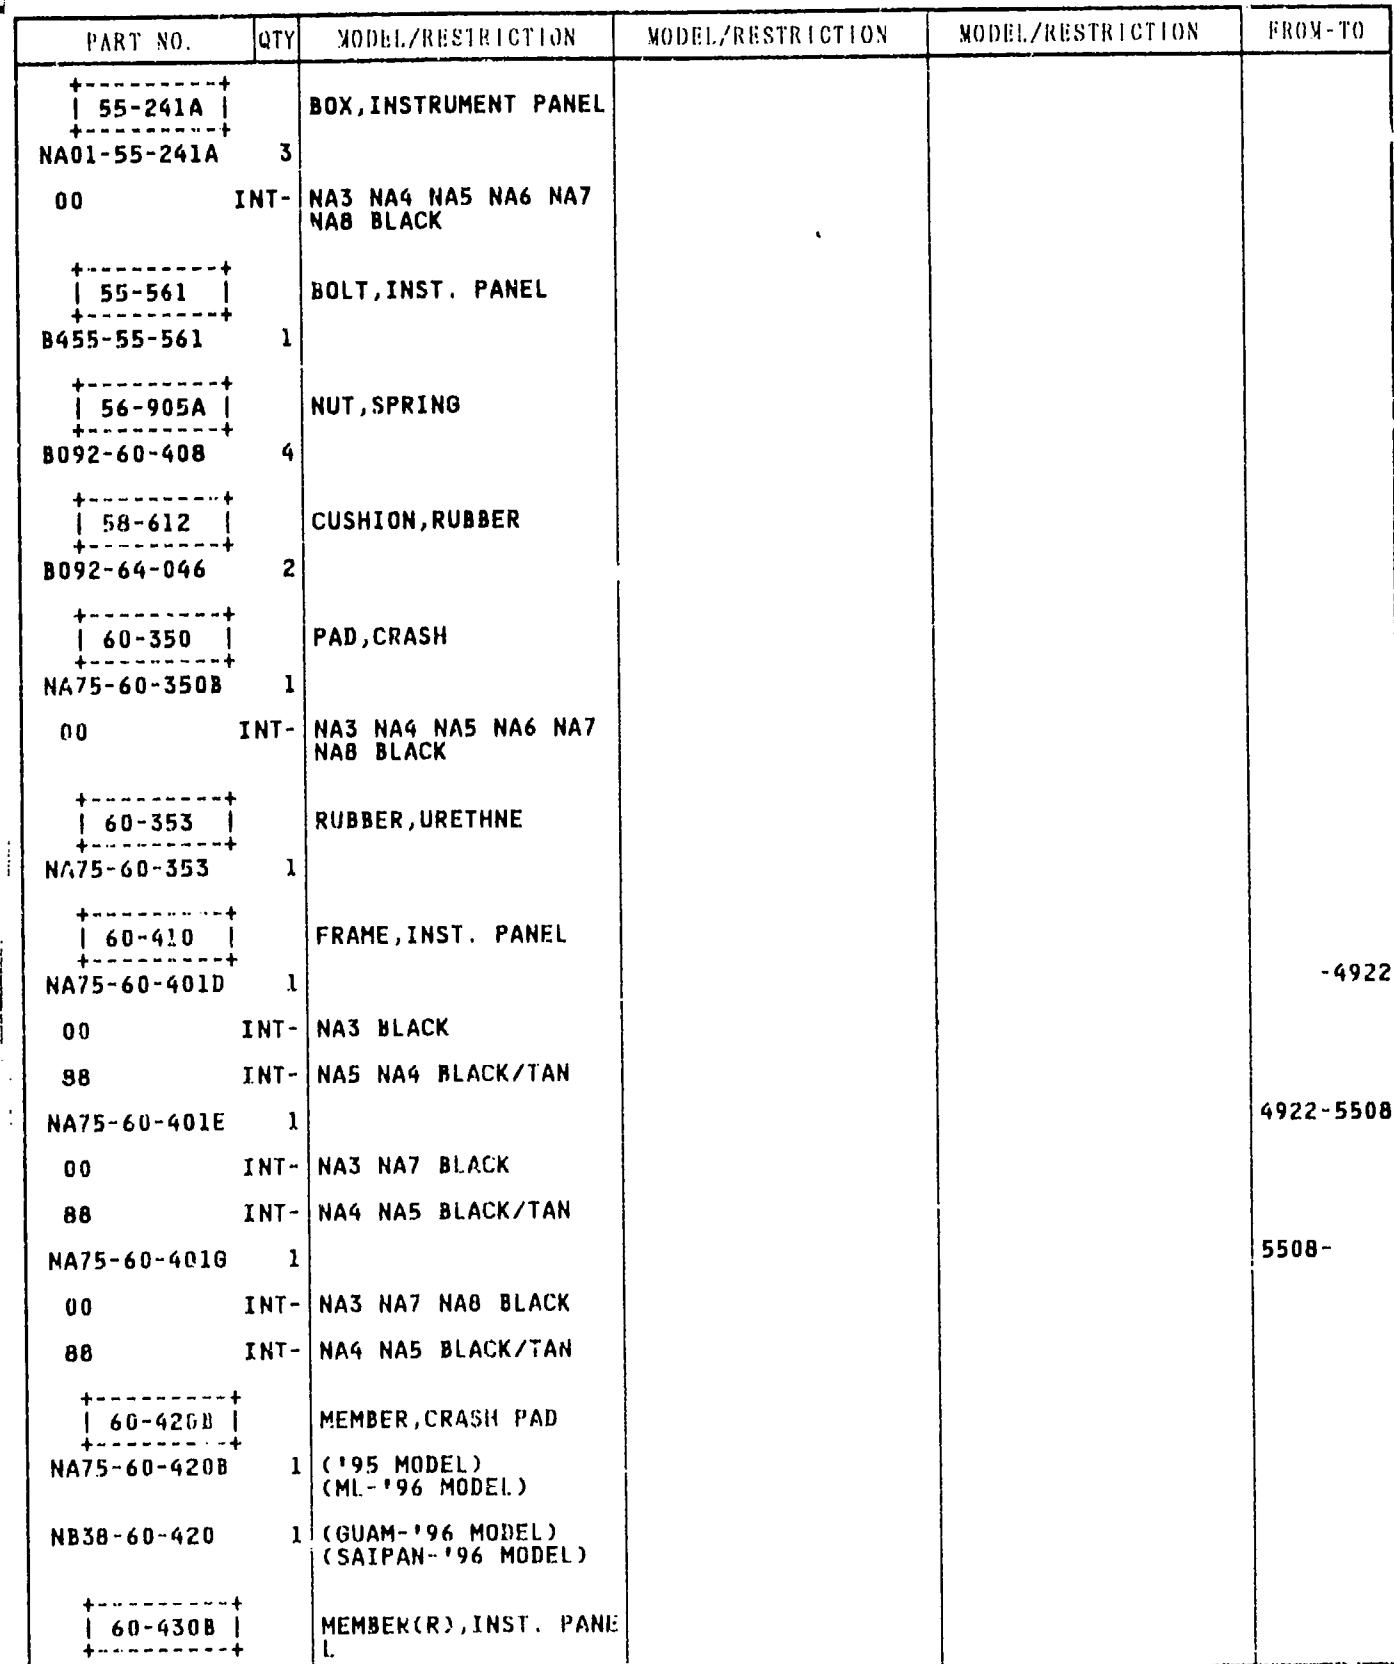 PART NO. QTY MODEL/RESTRICTION MODEL/RESTRICTION MODEL/RESTRICTION FROM-TO
+----------+
| 55-241A | BOX,INSTRUMENT PANEL
+----------+
NA01-55-241A 3
00 INT- NA3 NA4 NA5 NA6 NA7
NA8 BLACK
+----------+
| 55-561 | BOLT,INST. PANEL
+----------+
B455-55-561 1
+----------+
| 56-905A | NUT,SPRING
+----------+
B092-60-408 4
+----------+
| 58-612 | CUSHION,RUBBER
+----------+
B092-64-046 2
+----------+
| 60-350 | PAD,CRASH
+----------+
NA75-60-350B 1
00 INT- NA3 NA4 NA5 NA6 NA7
NA8 BLACK
+----------+
| 60-353 | RUBBER,URETHNE
+----------+
NA75-60-353 1
+----------+
| 60-410 | FRAME,INST. PANEL
+----------+
NA75-60-401D 1 -4922
00 INT- NA3 BLACK
88 INT- NA5 NA4 BLACK/TAN
NA75-60-401E 1 4922-5508
00 INT- NA3 NA7 BLACK
88 INT- NA4 NA5 BLACK/TAN
NA75-60-401G 1 5508-
00 INT- NA3 NA7 NA8 BLACK
88 INT- NA4 NA5 BLACK/TAN
+----------+
| 60-420B | MEMBER,CRASH PAD
+----------+
NA75-60-420B 1 ('95 MODEL)
(ML-'96 MODEL)
NB38-60-420 1 (GUAM-'96 MODEL)
(SAIPAN-'96 MODEL)
+----------+
| 60-430B | MEMBER(R),INST. PANE
+----------+ L